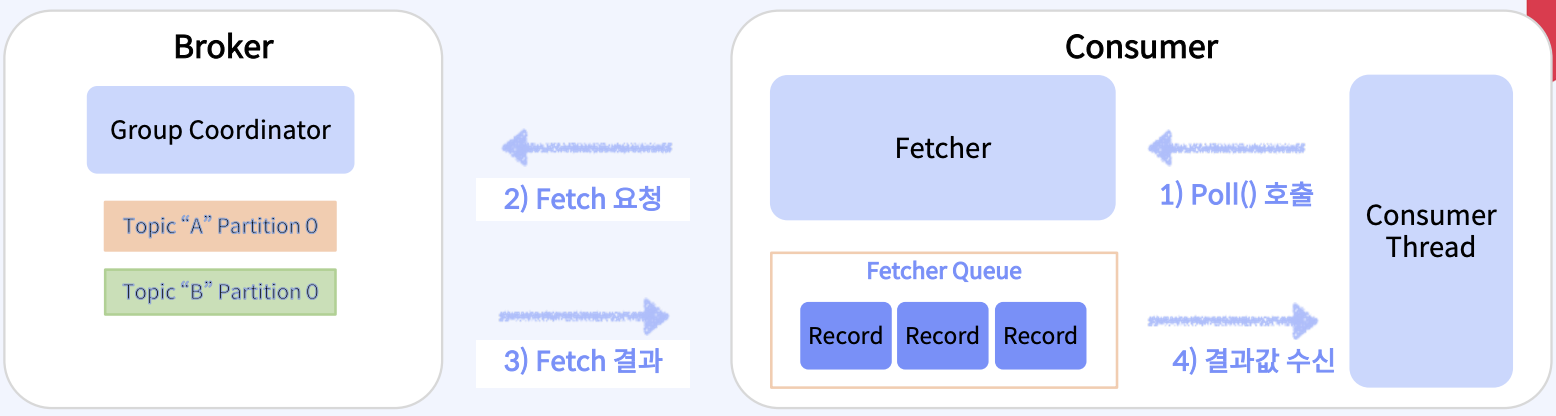 Broker
Group Coordinator
Topic “A” Partition 0
Topic “B” Partition 0
2) Fetch 요청
3) Fetch 결과
Consumer
Fetcher
1) Poll() 호출
Fetcher Queue
Record Record Record
4) 결과값 수신
Consumer
Thread